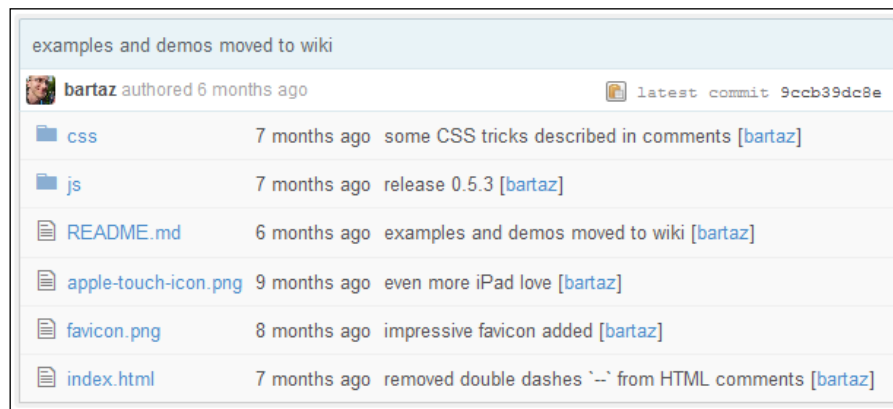 examples and demos moved to wiki
bartaz authored 6 months ago latest commit 9ccb39dc8e
css 7 months ago some CSS tricks described in comments [bartaz]
js 7 months ago release 0.5.3 [bartaz]
README.md 6 months ago examples and demos moved to wiki [bartaz]
apple-touch-icon.png 9 months ago even more iPad love [bartaz]
favicon.png 8 months ago impressive favicon added [bartaz]
index.html 7 months ago removed double dashes `--` from HTML comments [bartaz]